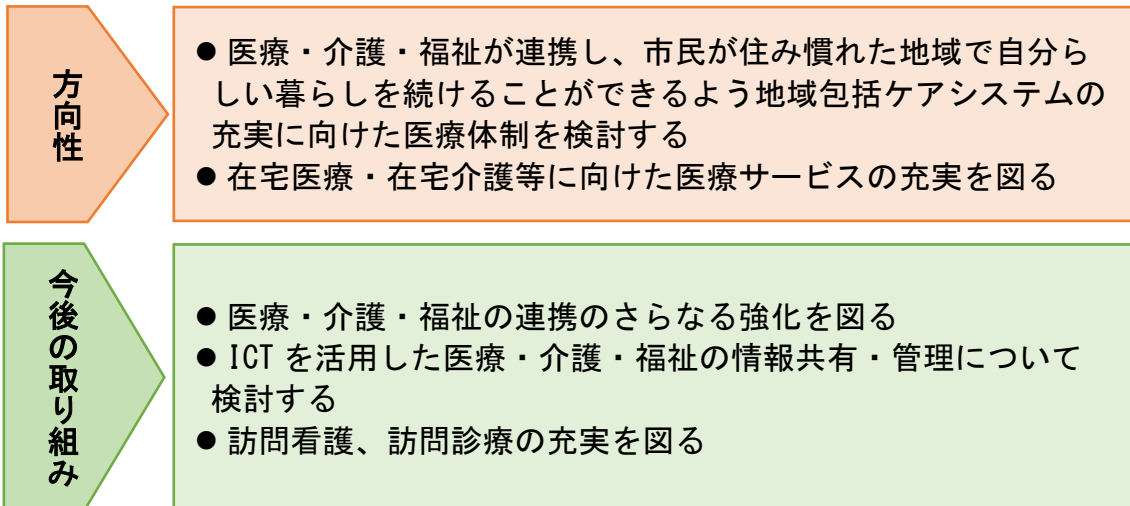 方向性
● 医療・介護・福祉が連携し、市民が住み慣れた地域で自分ら
しい暮らしを続けることができるよう地域包括ケアシステムの
充実に向けた医療体制を検討する
● 在宅医療・在宅介護等に向けた医療サービスの充実を図る
今後の取り組み
● 医療・介護・福祉の連携のさらなる強化を図る
● ICT を活用した医療・介護・福祉の情報共有・管理について
検討する
● 訪問看護、訪問診療の充実を図る